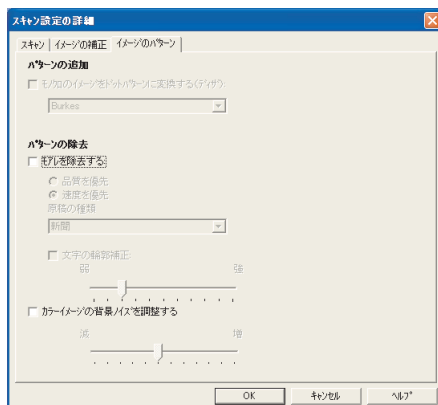 スキャン設定の詳細
スキャン イメージの補正 イメージのパターン
パターンの追加
モノクロのイメージをドットパターンに変換する(ディザ):
Burkes
パターンの除去
モアレを除去する:
品質を優先
速度を優先
原稿の種類
新聞
文字の輪郭補正:
弱 強
カラーイメージの背景ノイズを調整する
減 増
OK キャンセル ヘルプ